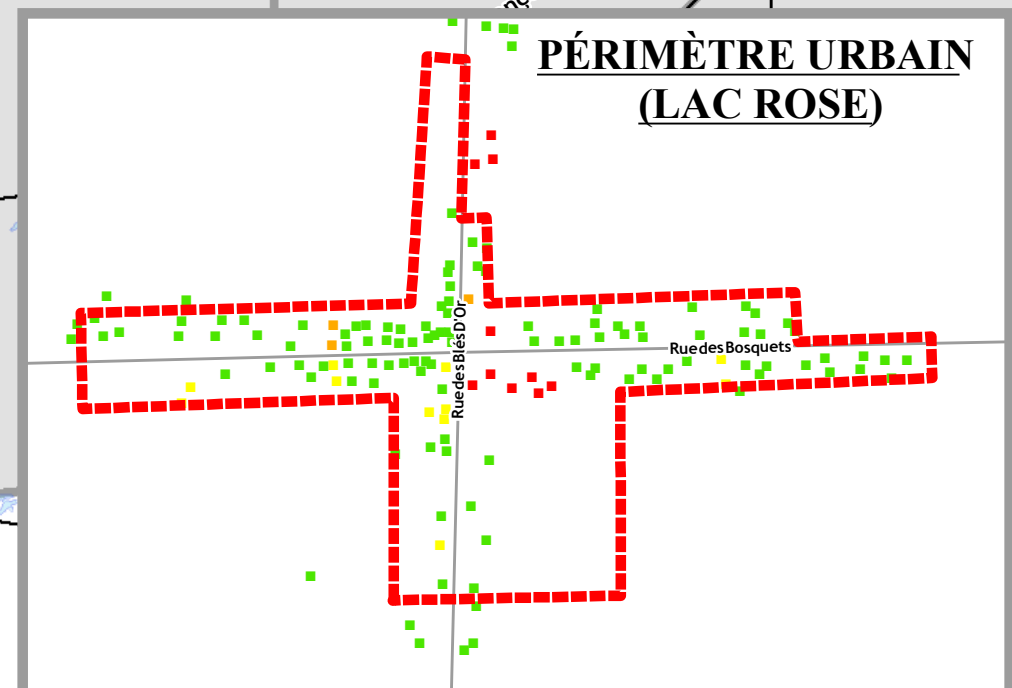 PÉRIMÈTRE URBAIN
(LAC ROSE)
Rue des Blés D'Or
Rue des Bosquets